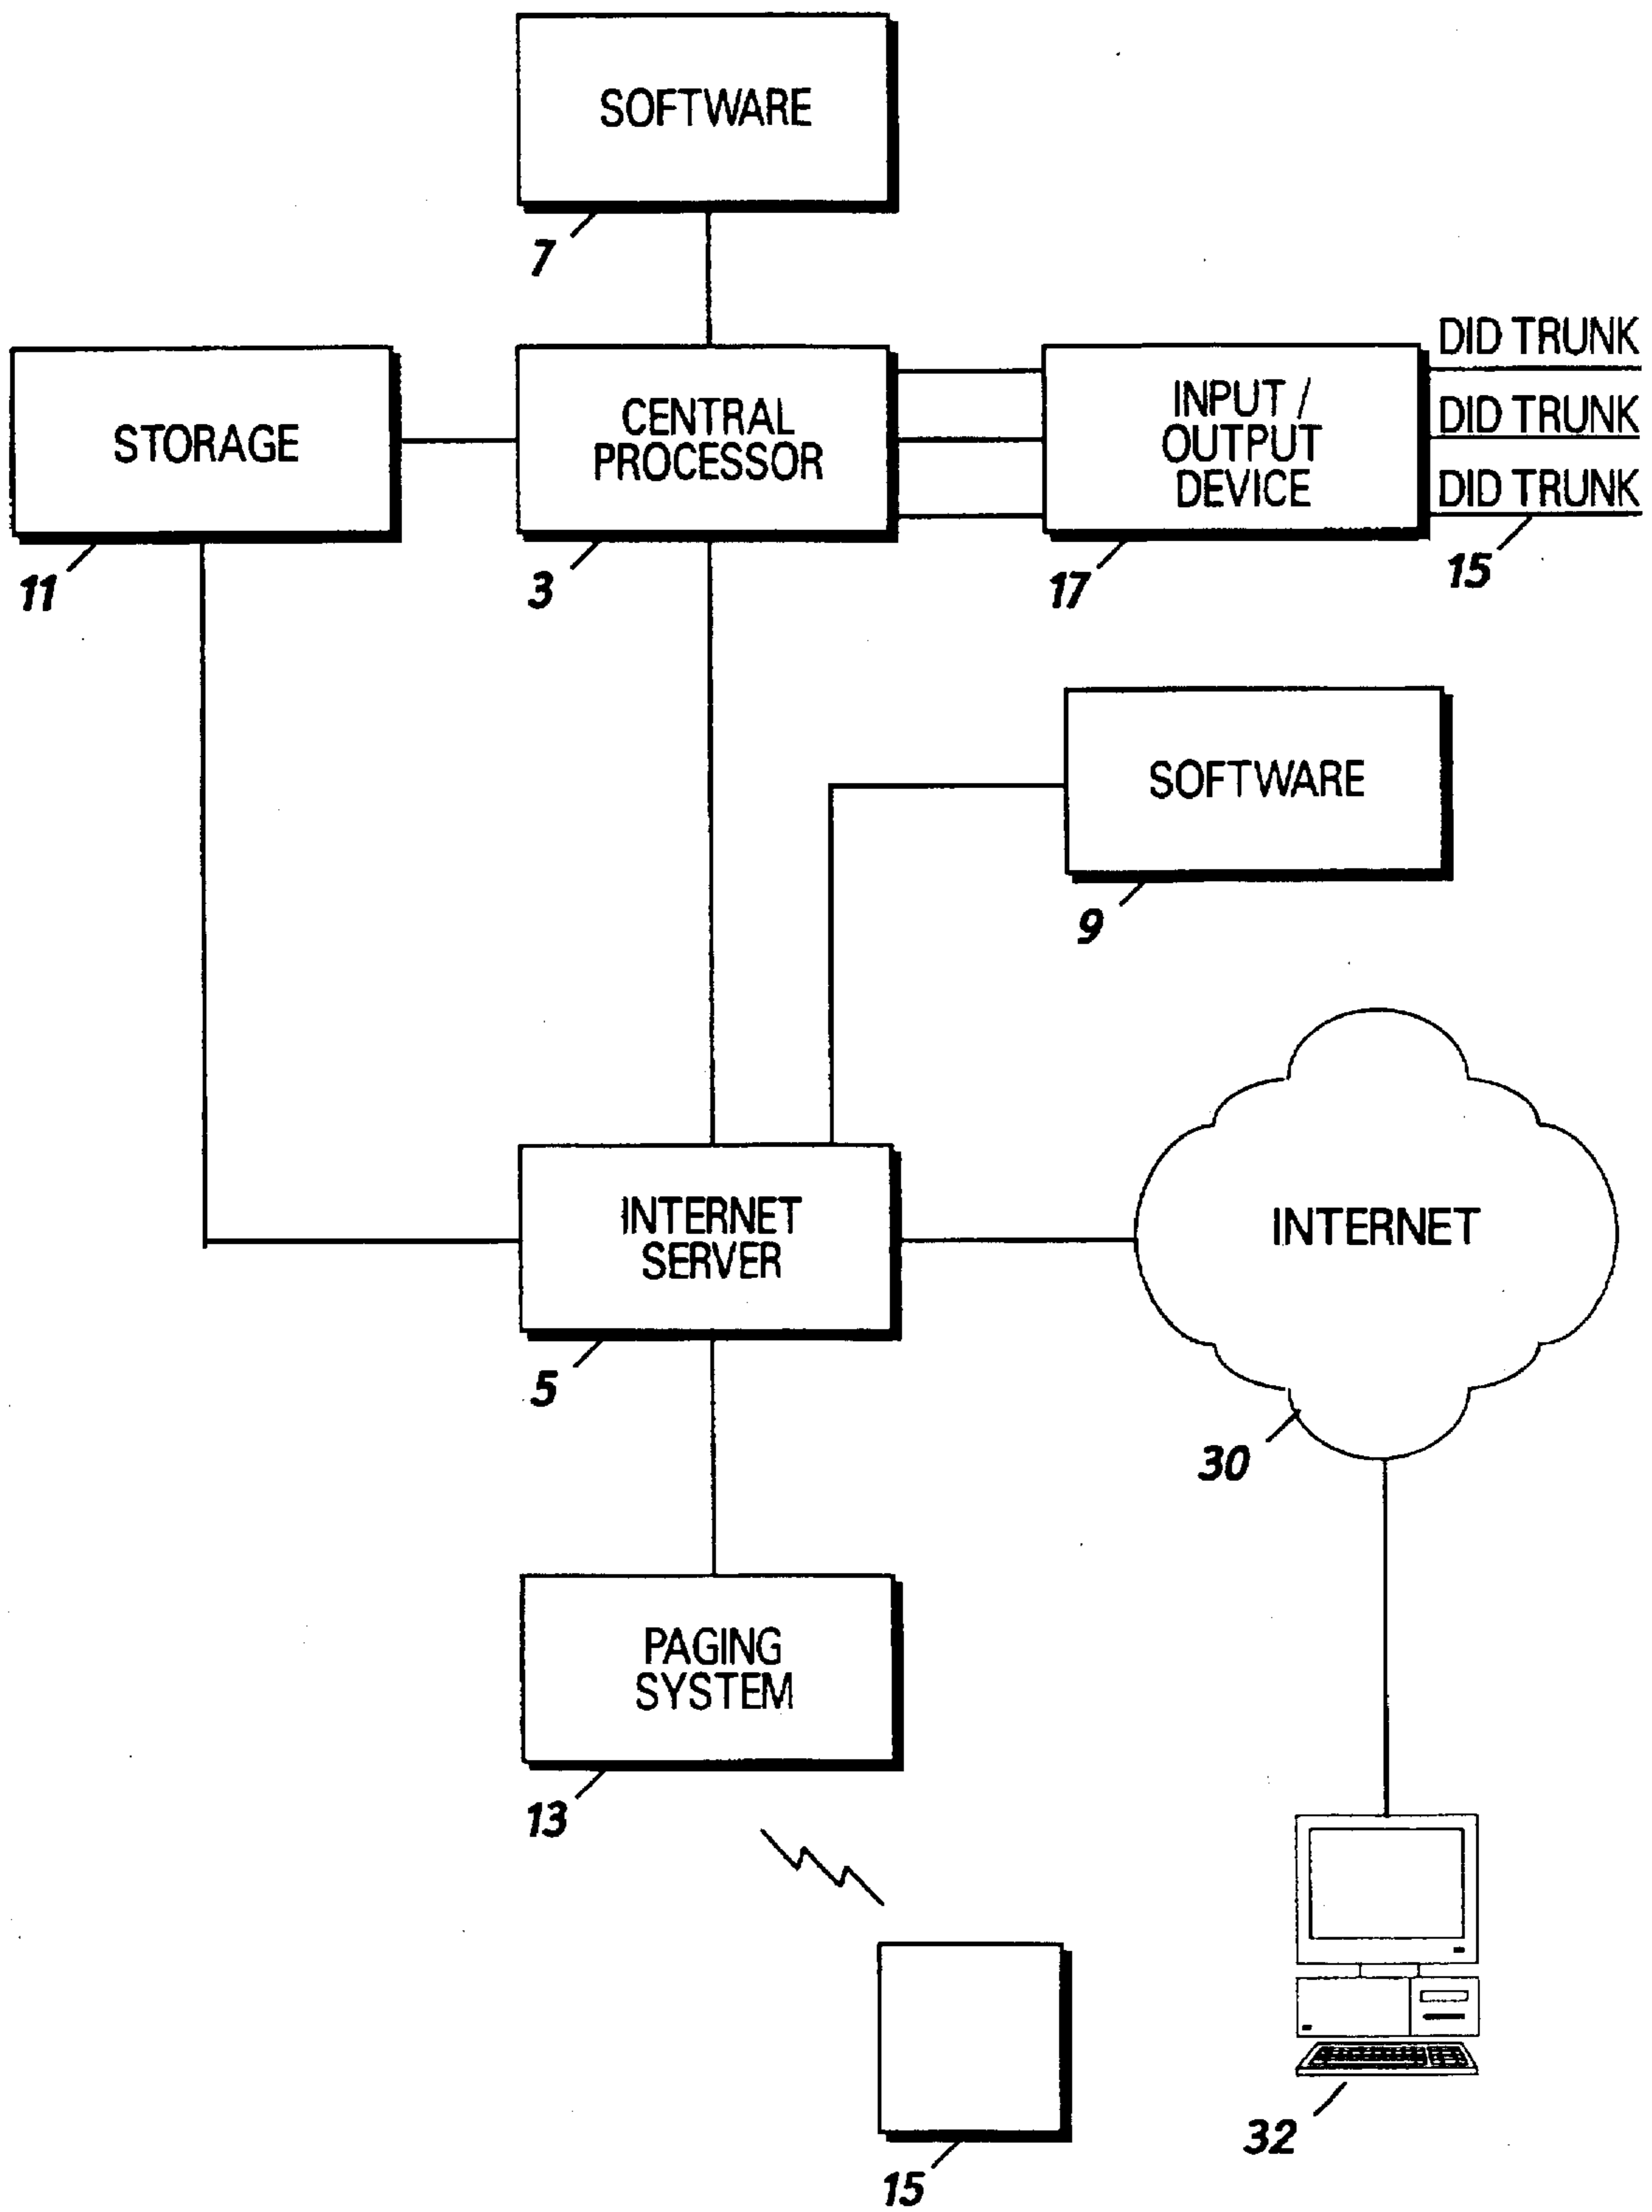 SOFTWARE
7
STORAGE
11
CENTRAL
PROCESSOR
3
INPUT /
OUTPUT
DEVICE
17
DID TRUNK
DID TRUNK
DID TRUNK
15
SOFTWARE
9
INTERNET
SERVER
5
INTERNET
30
PAGING
SYSTEM
13
15
32